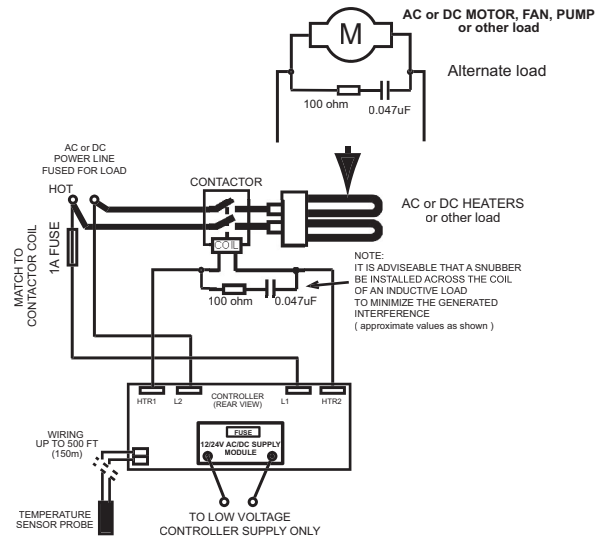 AC or DC MOTOR, FAN, PUMP
or other load
M
Alternate load
100 ohm
0.047uF
AC or DC
POWER LINE
FUSED FOR LOAD
HOT
CONTACTOR
AC or DC HEATERS
or other load
MATCH TO
CONTACTOR COIL
1A FUSE
COIL
NOTE:
IT IS ADVISEABLE THAT A SNUBBER
BE INSTALLED ACROSS THE COIL
OF AN INDUCTIVE LOAD
TO MINIMIZE THE GENERATED
INTERFERENCE
( approximate values as shown )
100 ohm
0.047uF
HTR1
L2
CONTROLLER
(REAR VIEW)
L1
HTR2
FUSE
12/24V AC/DC SUPPLY
MODULE
WIRING
UP TO 500 FT
(150m)
TEMPERATURE
SENSOR PROBE
TO LOW VOLTAGE
CONTROLLER SUPPLY ONLY